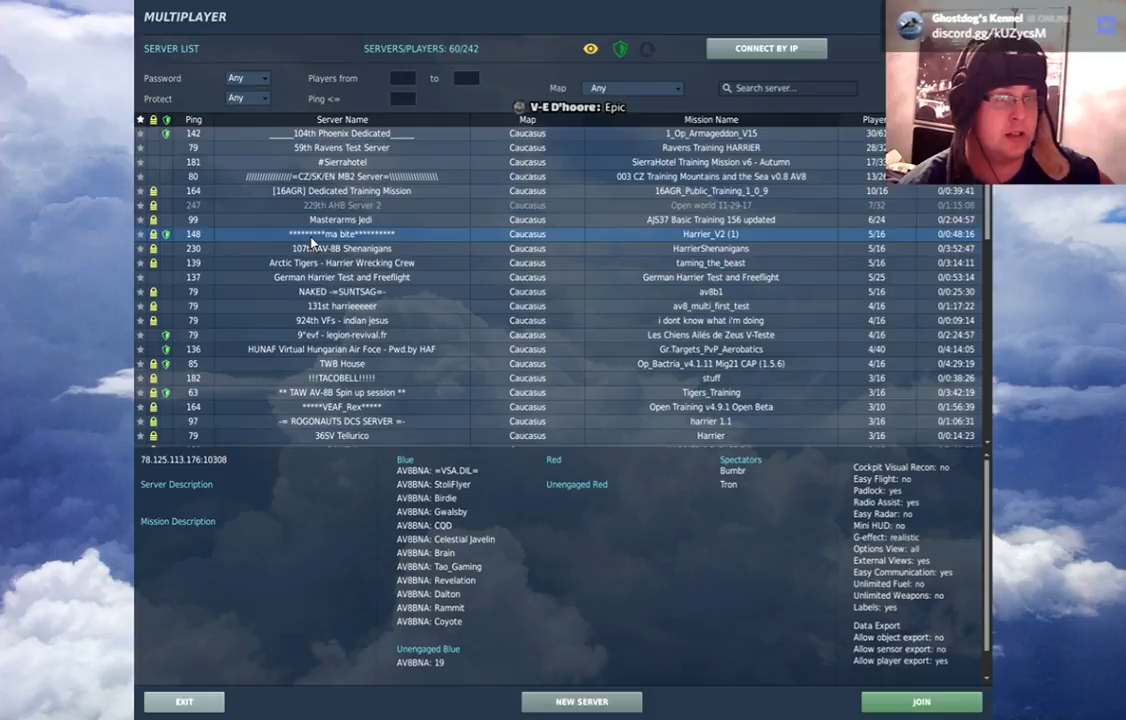 MULTIPLAYER
Ghostdog's Kennel ONLINE
discord.gg/kUZycsM
SERVER LIST SERVERS/PLAYERS: 60/242 CONNECT BY IP
Password Any Players from to Map Any Search server...
Protect Any Ping <=
V-E D'hoore: Epic
Ping Server Name Map Mission Name Player
142 _____104th Phoenix Dedicated_____ Caucasus 1_Op_Armageddon_V15 30/61
79 59th Ravens Test Server Caucasus Ravens Training HARRIER 28/32
181 #Sierrahotel Caucasus SierraHotel Training Mission v6 - Autumn 17/33
80 /////////////////=CZ/SK/EN MB2 Server=\\\\\\\\\\\\\\\\\ Caucasus 003 CZ Training Mountains and the Sea v0.8 AV8 13/26
164 [16AGR] Dedicated Training Mission Caucasus 16AGR_Public_Training_1_0_9 10/16 0/0:39:41
247 229th AHB Server 2 Caucasus Open world 11-29-17 7/32 0/1:15:08
99 Masterarms Jedi Caucasus AJS37 Basic Training 156 updated 6/24 0/2:04:57
148 *********ma bite********** Caucasus Harrier_V2 (1) 5/16 0/0:48:16
230 107th AV-8B Shenanigans Caucasus HarrierShenanigans 5/16 0/3:52:47
139 Arctic Tigers - Harrier Wrecking Crew Caucasus taming_the_beast 5/16 0/3:14:11
137 German Harrier Test and Freeflight Caucasus German Harrier Test and Freeflight 5/25 0/0:53:14
79 NAKED -=SUNTSAG=- Caucasus av8b1 5/16 0/0:25:30
79 131st harrieeeeer Caucasus av8_multi_first_test 4/16 0/1:17:22
79 924th VFs - indian jesus Caucasus i dont know what i'm doing 4/16 0/0:09:14
79 9°evf - legion-revival.fr Caucasus Les Chiens Ailés de Zeus V-Teste 4/16 0/2:24:57
136 HUNAF Virtual Hungarian Air Foce - Pwd.by HAF Caucasus Gr.Targets_PvP_Aerobatics 4/40 0/4:14:05
85 TWB House Caucasus Op_Bactria_v4.1.11 Mig21 CAP (1.5.6) 3/16 0/4:29:19
182 !!!TACOBELL!!!!! Caucasus stuff 3/16 0/0:38:26
63 ** TAW AV-8B Spin up session ** Caucasus Tigers_Training 3/16 0/3:42:19
164 *****VEAF_Rex***** Caucasus Open Training v4.9.1 Open Beta 3/10 0/1:56:39
97 -= ROGONAUTS DCS SERVER =- Caucasus harrier 1.1 3/16 0/1:06:31
79 36SV Tellurico Caucasus Harrier 3/16 0/0:14:23
78.125.113.176:10308
Server Description
Mission Description
Blue
AV8BNA: =VSA.DIL=
AV8BNA: StoliFlyer
AV8BNA: Birdie
AV8BNA: Gwalsby
AV8BNA: CQD
AV8BNA: Celestial Javelin
AV8BNA: Brain
AV8BNA: Tao_Gaming
AV8BNA: Revelation
AV8BNA: Dalton
AV8BNA: Rammit
AV8BNA: Coyote
Unengaged Blue
AV8BNA: 19
Red
Unengaged Red
Spectators
Bumbr
Tron
Cockpit Visual Recon: no
Easy Flight: no
Padlock: yes
Radio Assist: yes
Easy Radar: no
Mini HUD: no
G-effect: realistic
Options View: all
External Views: yes
Easy Communication: yes
Unlimited Fuel: no
Unlimited Weapons: no
Labels: yes
Data Export
Allow object export: no
Allow sensor export: no
Allow player export: yes
EXIT NEW SERVER JOIN